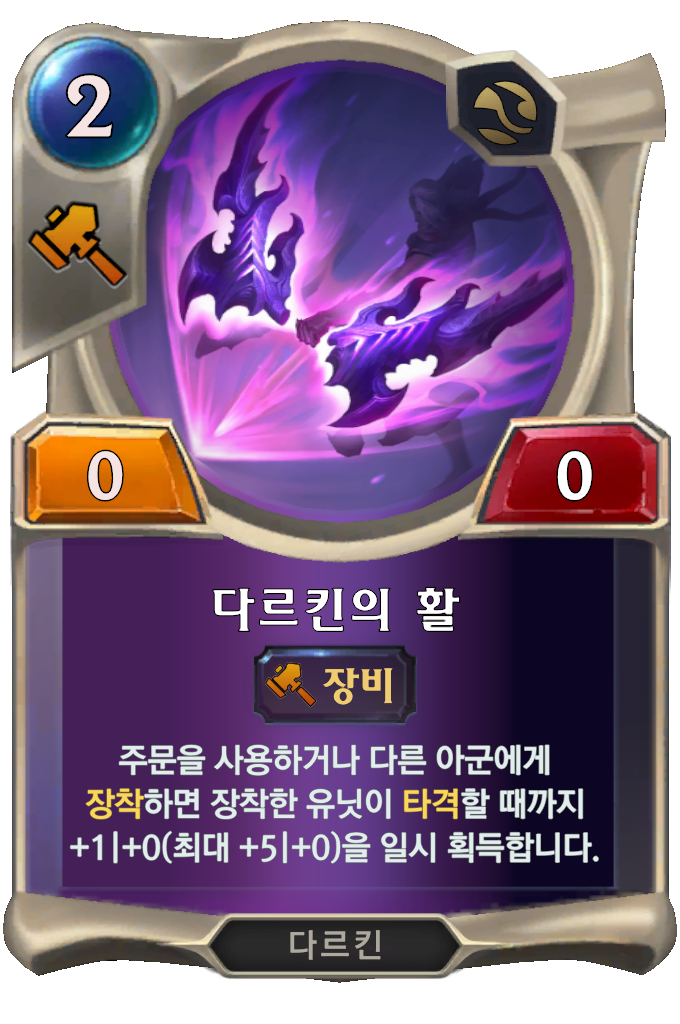 2
0
0
다르킨의 활
장비
주문을 사용하거나 다른 아군에게
장착하면 장착한 유닛이 타격할 때까지
+1|+0(최대 +5|+0)을 일시 획득합니다.
다르킨